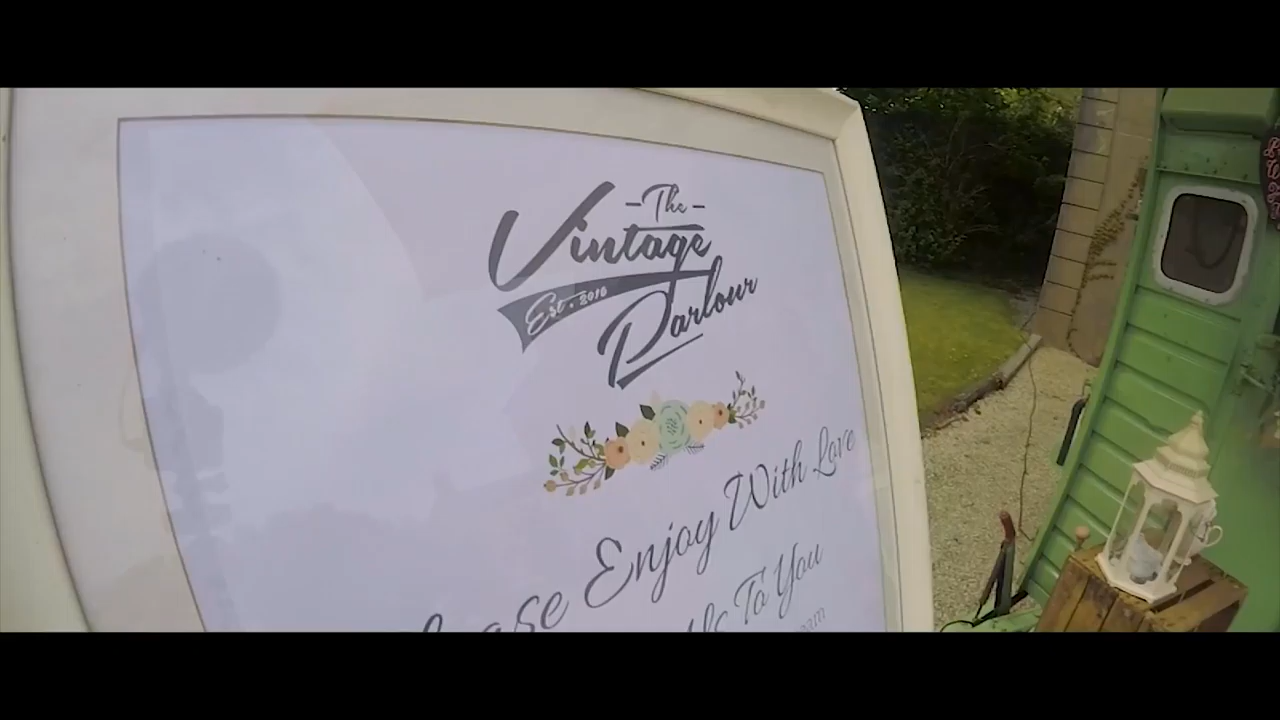 -The-
Vintage
Est. 2016
Parlour
Enjoy With Love
To You